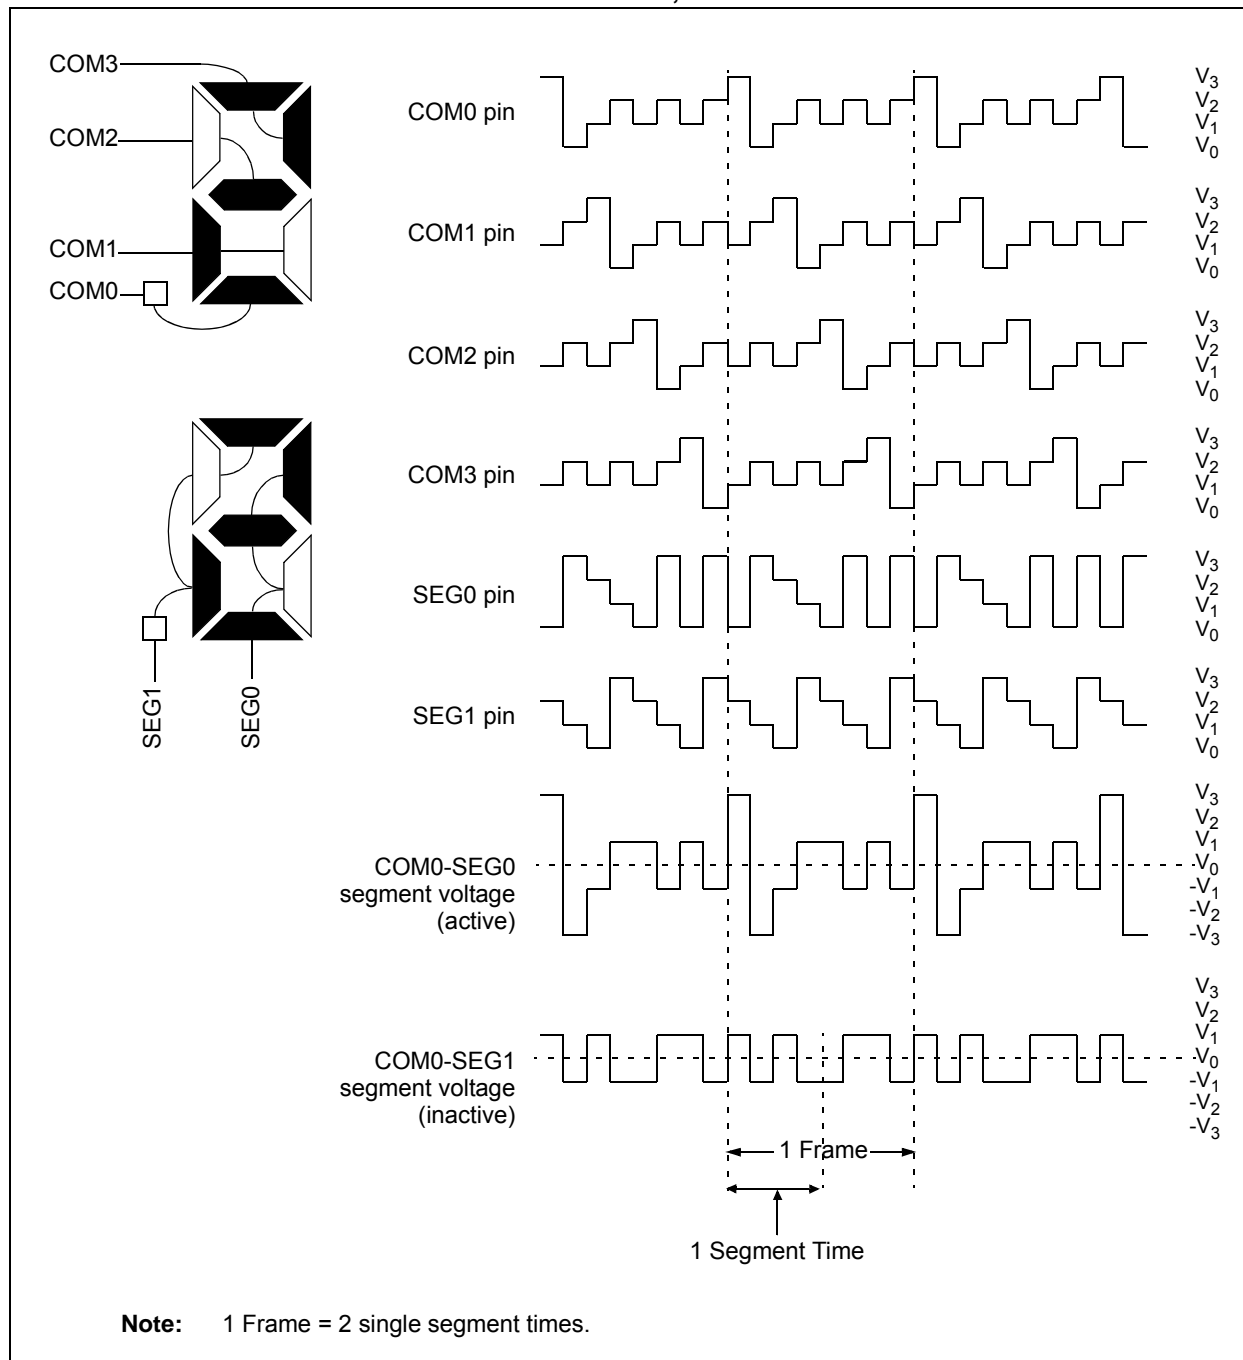 COM3
COM2
COM1
COM0
SEG1
SEG0
COM0 pin
V3
V2
V1
V0
COM1 pin
V3
V2
V1
V0
COM2 pin
V3
V2
V1
V0
COM3 pin
V3
V2
V1
V0
SEG0 pin
V3
V2
V1
V0
SEG1 pin
V3
V2
V1
V0
COM0-SEG0
segment voltage
(active)
V3
V2
V1
V0
-V1
-V2
-V3
COM0-SEG1
segment voltage
(inactive)
V3
V2
V1
V0
-V1
-V2
-V3
1 Frame
1 Segment Time
Note: 1 Frame = 2 single segment times.